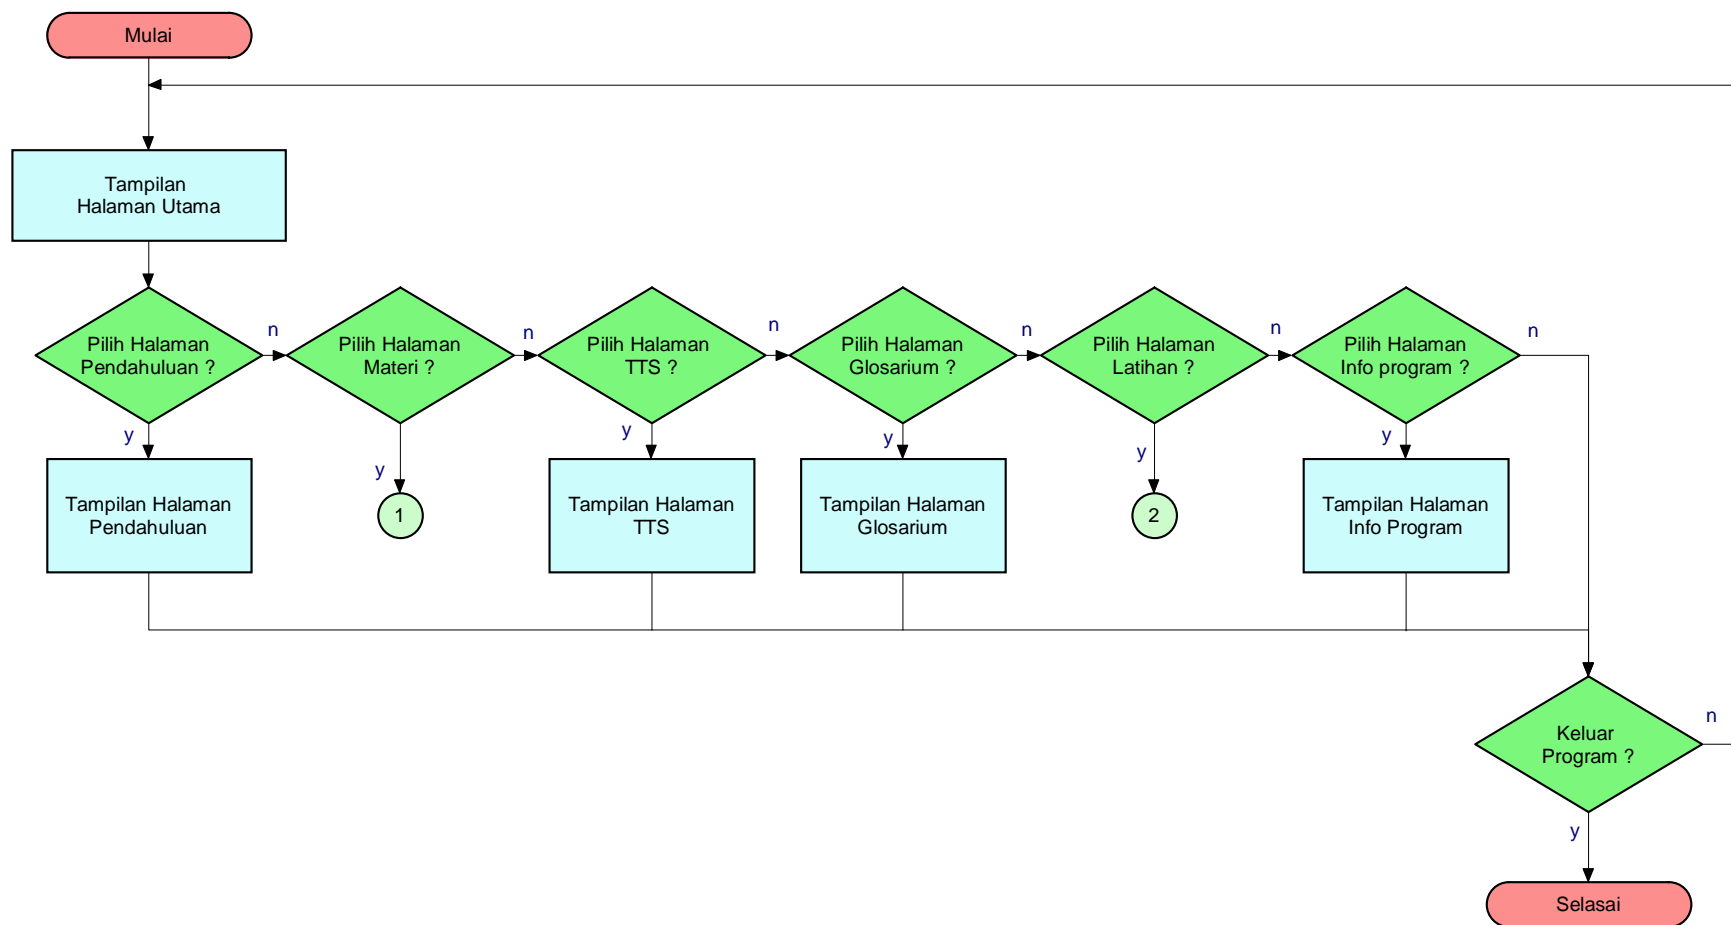 Mulai
Tampilan
Halaman Utama
Pilih Halaman
Pendahuluan ?
n
Pilih Halaman
Materi ?
n
Pilih Halaman
TTS ?
n
Pilih Halaman
Glosarium ?
n
Pilih Halaman
Latihan ?
n
Pilih Halaman
Info program ?
n
y
y
y
y
y
y
Tampilan Halaman
Pendahuluan
1
Tampilan Halaman
TTS
Tampilan Halaman
Glosarium
2
Tampilan Halaman
Info Program
Keluar
Program ?
n
y
Selasai